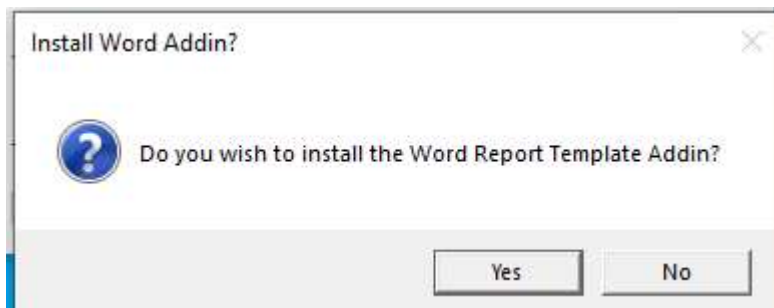 Install Word Addin?
Do you wish to install the Word Report Template Addin?
Yes
No